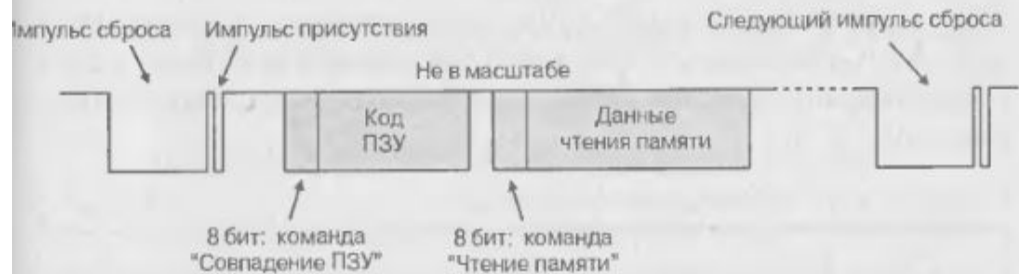 Импульс сброса
Импульс присутствия
Следующий импульс сброса
Не в масштабе
Код
ПЗУ
Данные
чтения памяти
8 бит: команда
"Совпадение ПЗУ"
8 бит: команда
"Чтение памяти"